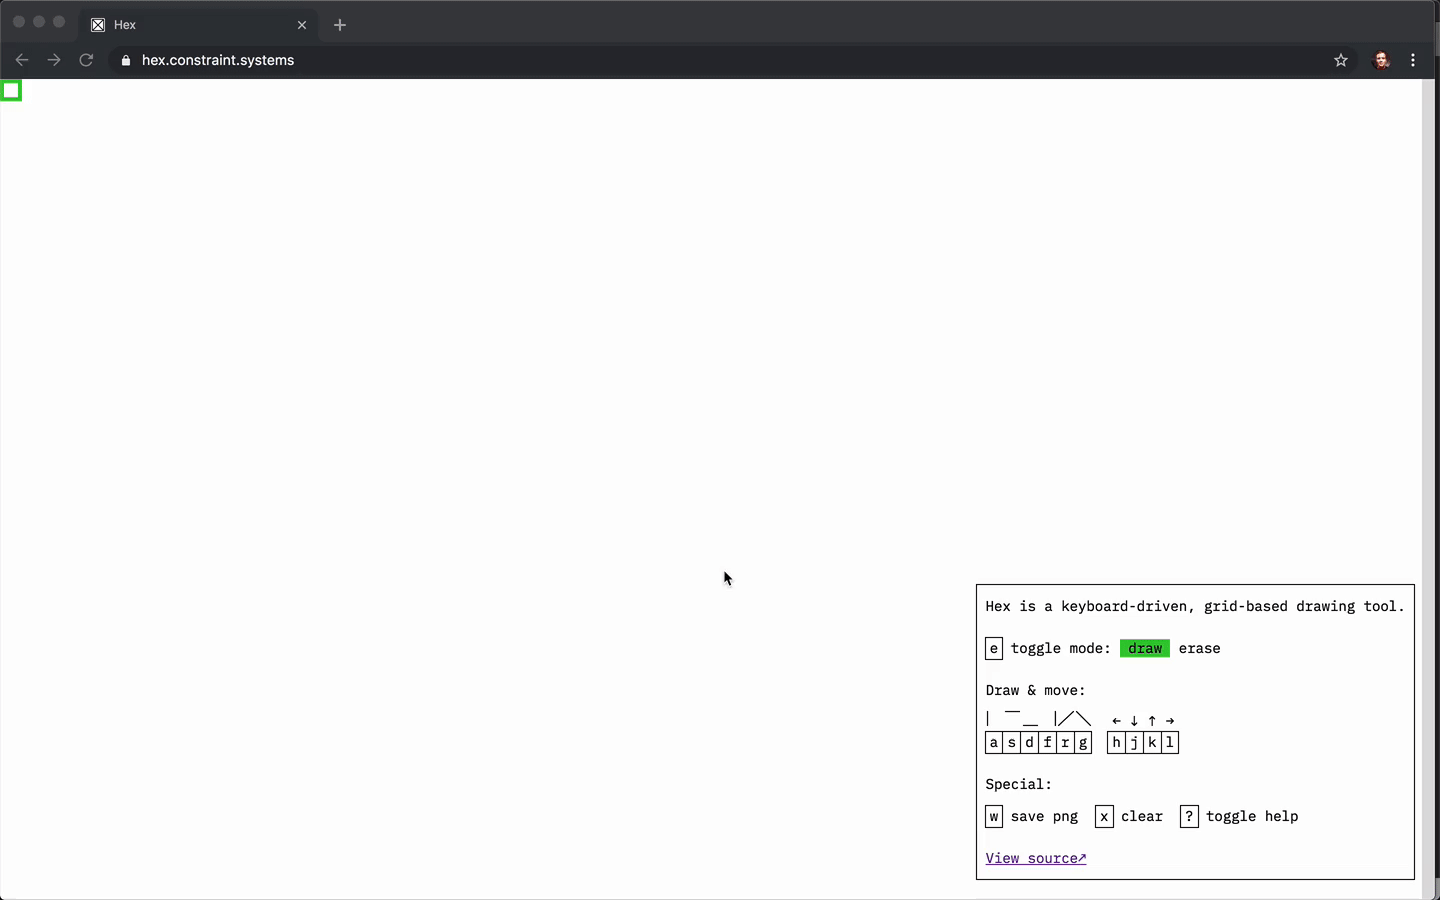 Hex
hex.constraint.systems
Hex is a keyboard-driven, grid-based drawing tool.
e toggle mode: draw erase
Draw & move:
← ↓ ↑ →
a s d f r g h j k l
Special:
w save png x clear ? toggle help
View source↗